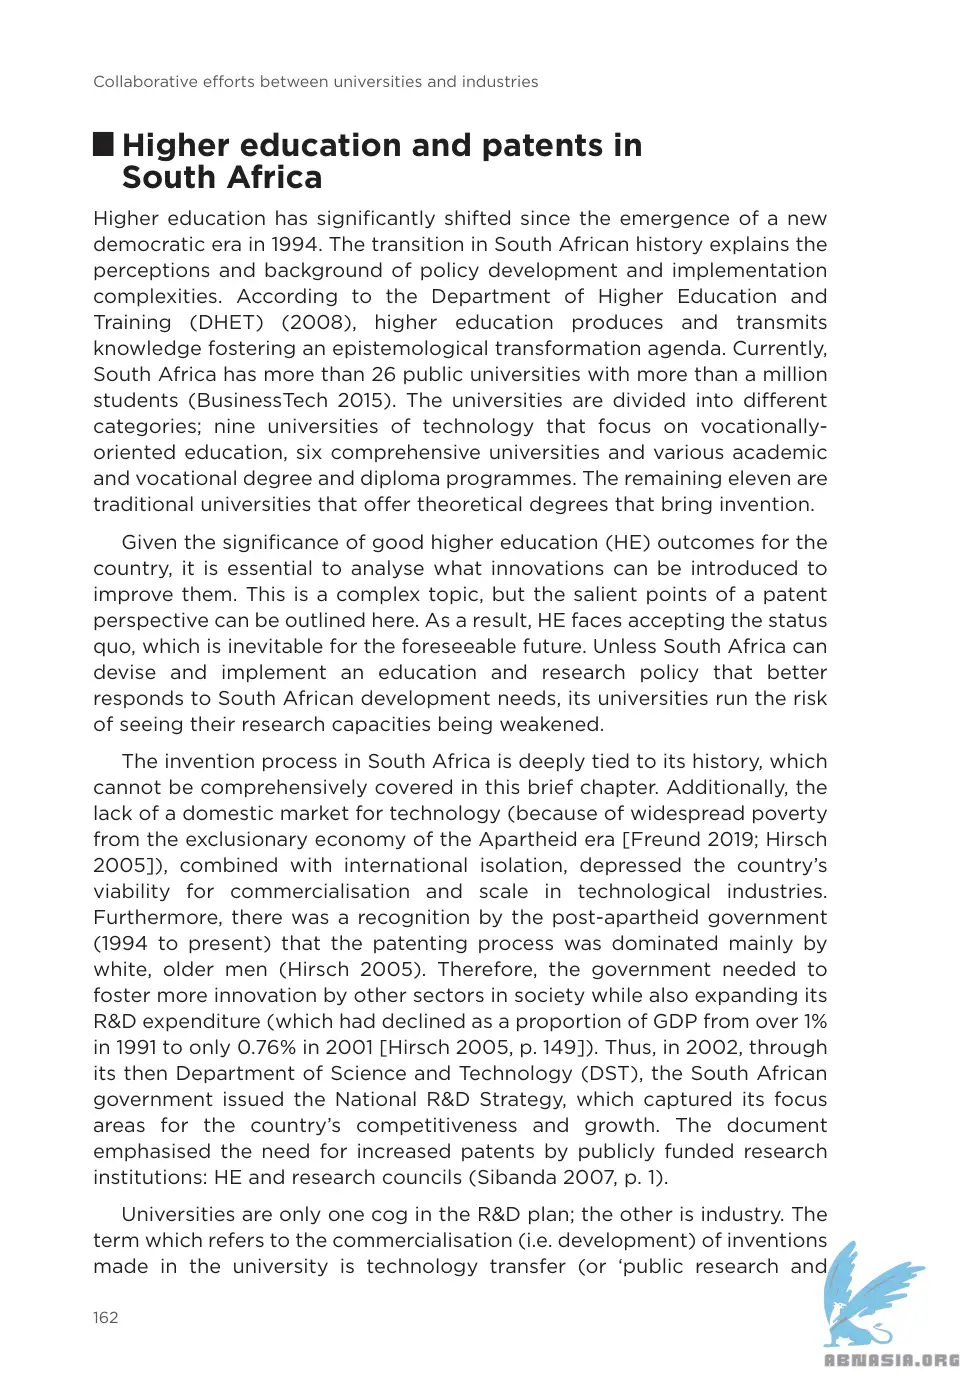 Collaborative efforts between universities and industries
Higher education and patents in
South Africa
Higher education has significantly shifted since the emergence of a new
democratic era in 1994. The transition in South African history explains the
perceptions and background of policy development and implementation
complexities. According to the Department of Higher Education and
Training (DHET) (2008), higher education produces and transmits
knowledge fostering an epistemological transformation agenda. Currently,
South Africa has more than 26 public universities with more than a million
students (BusinessTech 2015). The universities are divided into different
categories; nine universities of technology that focus on vocationally-
oriented education, six comprehensive universities and various academic
and vocational degree and diploma programmes. The remaining eleven are
traditional universities that offer theoretical degrees that bring invention.
Given the significance of good higher education (HE) outcomes for the
country, it is essential to analyse what innovations can be introduced to
improve them. This is a complex topic, but the salient points of a patent
perspective can be outlined here. As a result, HE faces accepting the status
quo, which is inevitable for the foreseeable future. Unless South Africa can
devise and implement an education and research policy that better
responds to South African development needs, its universities run the risk
of seeing their research capacities being weakened.
The invention process in South Africa is deeply tied to its history, which
cannot be comprehensively covered in this brief chapter. Additionally, the
lack of a domestic market for technology (because of widespread poverty
from the exclusionary economy of the Apartheid era [Freund 2019; Hirsch
2005]), combined with international isolation, depressed the country’s
viability for commercialisation and scale in technological industries.
Furthermore, there was a recognition by the post-apartheid government
(1994 to present) that the patenting process was dominated mainly by
white, older men (Hirsch 2005). Therefore, the government needed to
foster more innovation by other sectors in society while also expanding its
R&D expenditure (which had declined as a proportion of GDP from over 1%
in 1991 to only 0.76% in 2001 [Hirsch 2005, p. 149]). Thus, in 2002, through
its then Department of Science and Technology (DST), the South African
government issued the National R&D Strategy, which captured its focus
areas for the country’s competitiveness and growth. The document
emphasised the need for increased patents by publicly funded research
institutions: HE and research councils (Sibanda 2007, p. 1).
Universities are only one cog in the R&D plan; the other is industry. The
term which refers to the commercialisation (i.e. development) of inventions
made in the university is technology transfer (or ‘public research and
162
ABNASIA.ORG